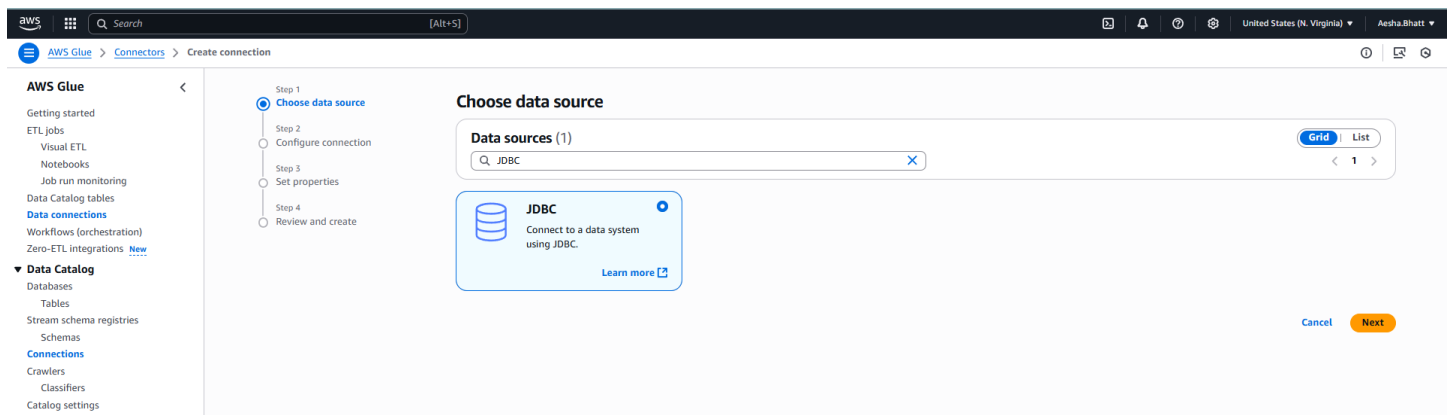 aws
Search
[Alt+S]
United States (N. Virginia) ▼
Aesha.Bhatt ▼
AWS Glue > Connectors > Create connection
AWS Glue
Getting started
ETL jobs
Visual ETL
Notebooks
Job run monitoring
Data Catalog tables
Data connections
Workflows (orchestration)
Zero-ETL integrations New
▼ Data Catalog
Databases
Tables
Stream schema registries
Schemas
Connections
Crawlers
Classifiers
Catalog settings
Step 1
Choose data source
Step 2
Configure connection
Step 3
Set properties
Step 4
Review and create
Choose data source
Data sources (1)
Grid | List
JDBC
< 1 >
JDBC
Connect to a data system
using JDBC.
Learn more
Cancel
Next